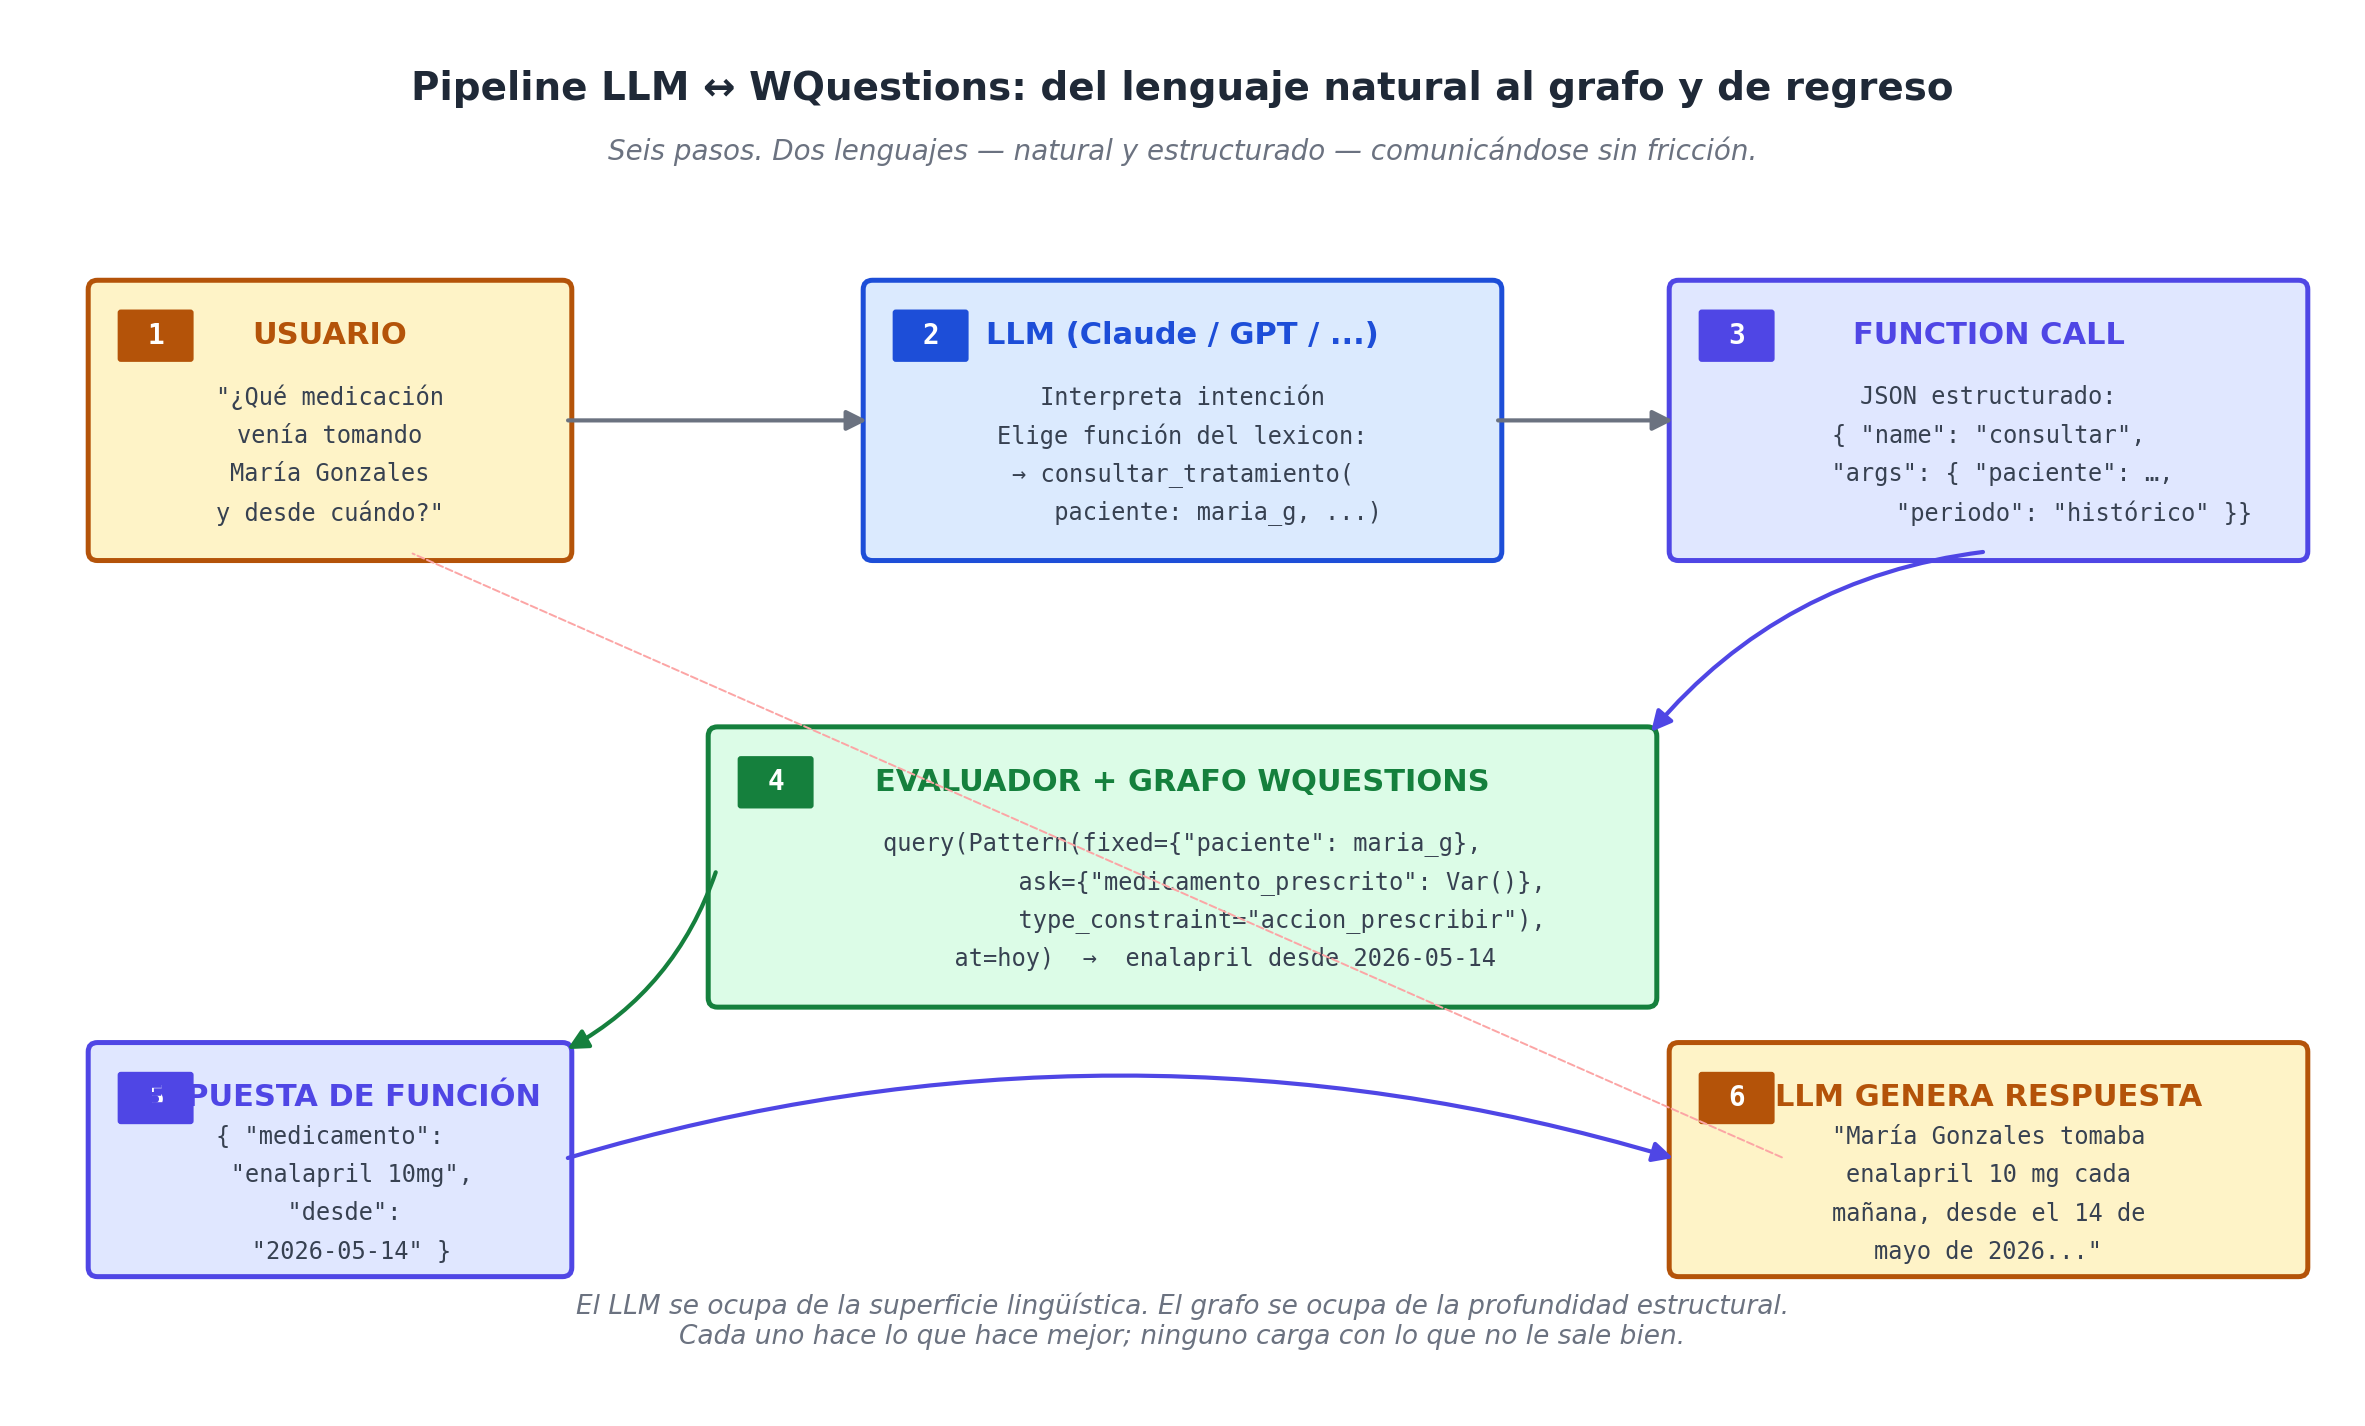 Pipeline LLM ↔ WQuestions: del lenguaje natural al grafo y de regreso
Seis pasos. Dos lenguajes — natural y estructurado — comunicándose sin fricción.
1 USUARIO
"¿Qué medicación
venía tomando
María Gonzales
y desde cuándo?"
2 LLM (Claude / GPT / ...)
Interpreta intención
Elige función del lexicon:
→ consultar_tratamiento(
paciente: maria_g, ...)
3 FUNCTION CALL
JSON estructurado:
{ "name": "consultar",
"args": { "paciente": …,
"periodo": "histórico" }}
4 EVALUADOR + GRAFO WQUESTIONS
query(Pattern(fixed={"paciente": maria_g},
ask={"medicamento_prescrito": Var()},
type_constraint="accion_prescribir"),
at=hoy) → enalapril desde 2026-05-14
5 PUESTA DE FUNCIÓN
{ "medicamento":
"enalapril 10mg",
"desde":
"2026-05-14" }
6 LLM GENERA RESPUESTA
"María Gonzales tomaba
enalapril 10 mg cada
mañana, desde el 14 de
mayo de 2026..."
El LLM se ocupa de la superficie lingüística. El grafo se ocupa de la profundidad estructural.
Cada uno hace lo que hace mejor; ninguno carga con lo que no le sale bien.